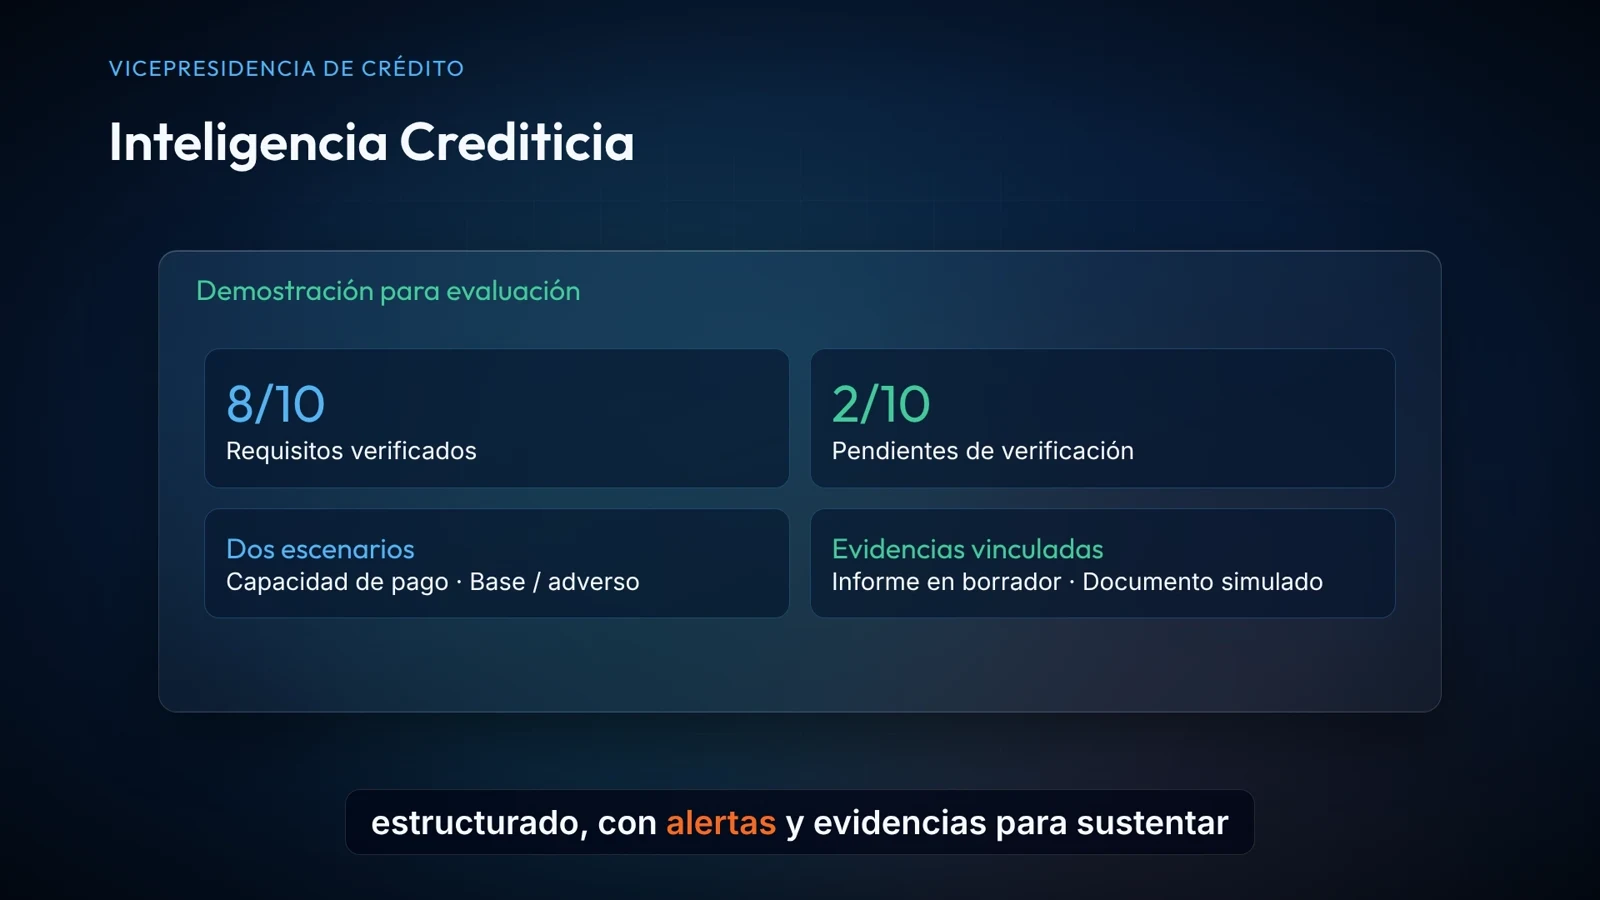 VICEPRESIDENCIA DE CRÉDITO
Inteligencia Crediticia
Demostración para evaluación
8/10
Requisitos verificados
2/10
Pendientes de verificación
Dos escenarios
Capacidad de pago · Base / adverso
Evidencias vinculadas
Informe en borrador · Documento simulado
estructurado, con alertas y evidencias para sustentar